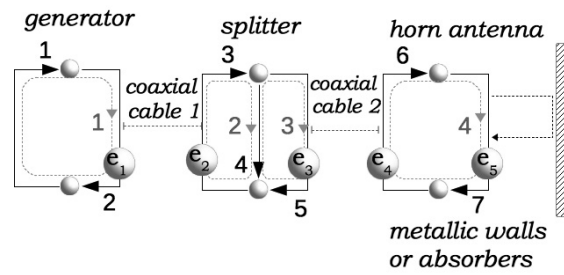 generator
splitter
horn antenna
1
3
6
coaxial
cable 1
coaxial
cable 2
1
2
3
4
4
e1
e2
e3
e4
e5
2
5
7
metallic walls
or absorbers